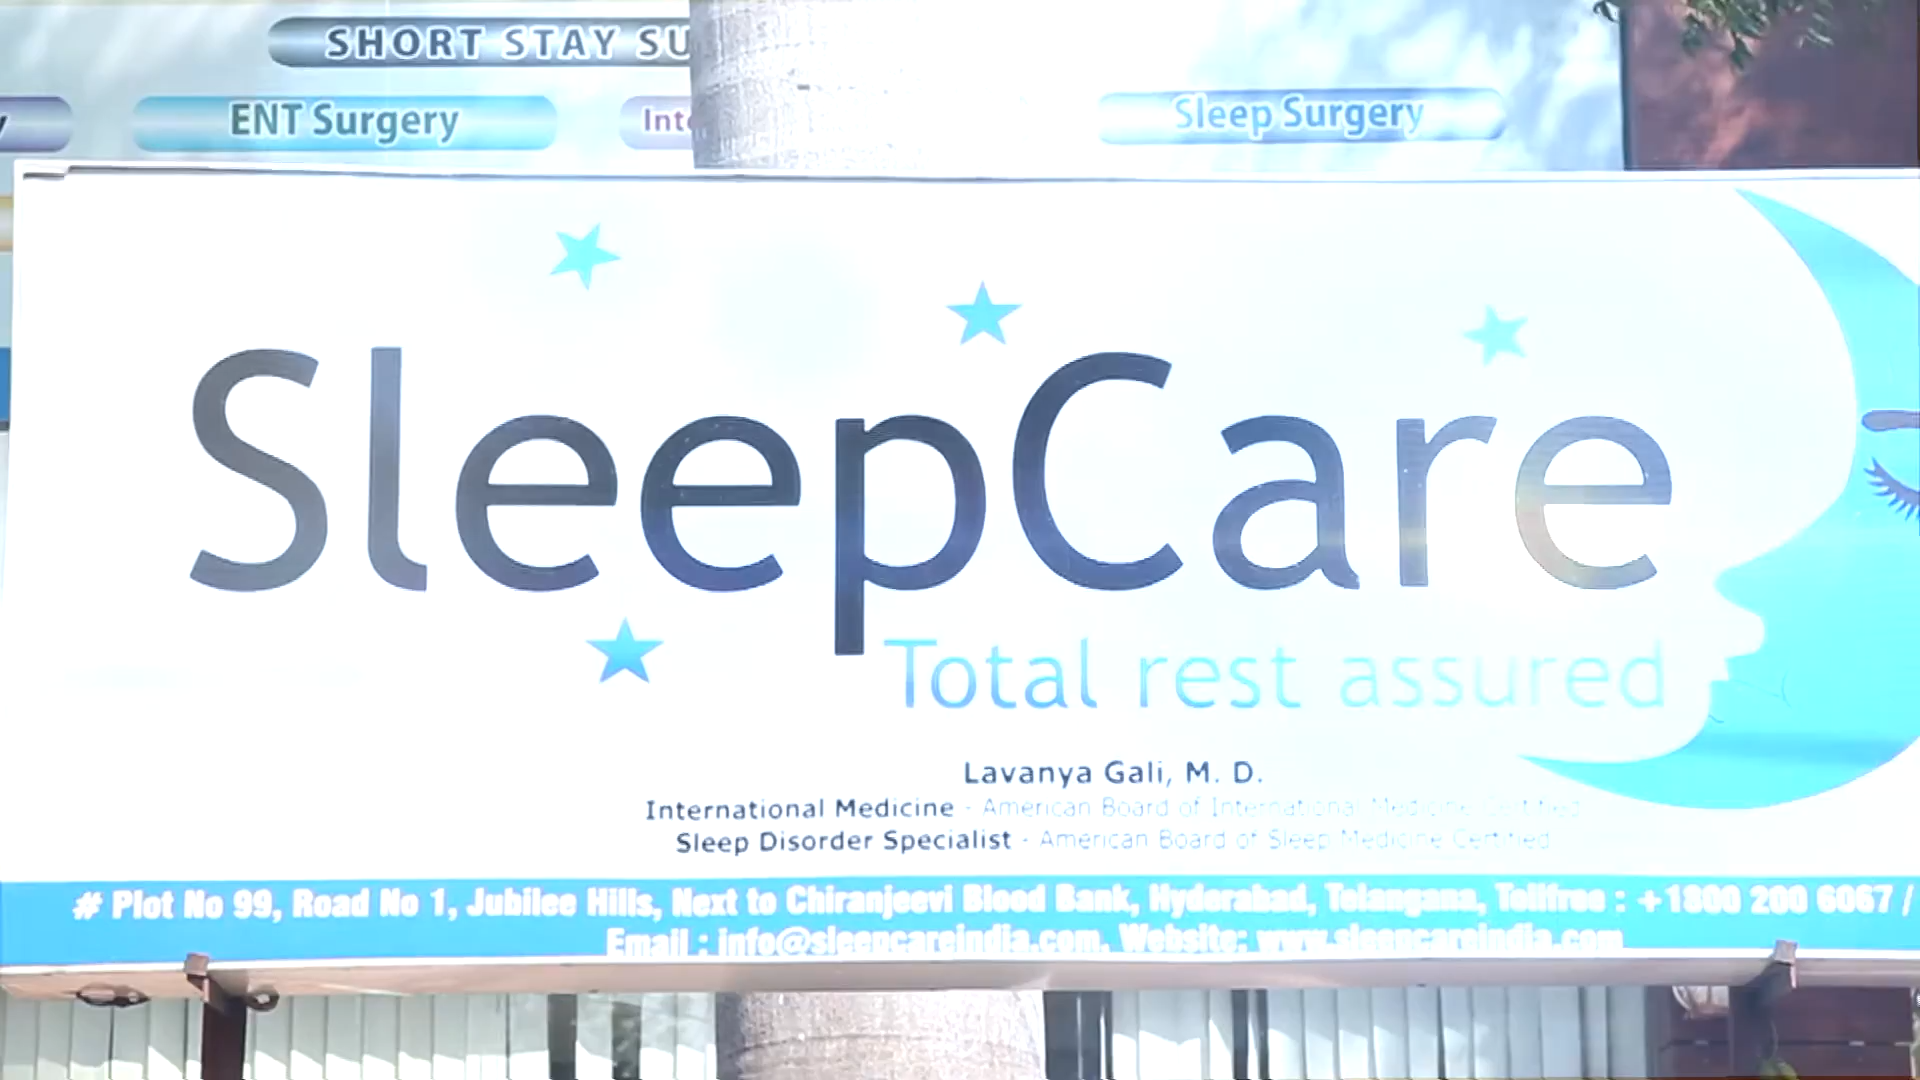 SHORT STAY SU
ENT Surgery
Inte
Sleep Surgery
SleepCare
Total rest assured
Lavanya Gali, M. D.
International Medicine - American Board of International Medicine Certified
Sleep Disorder Specialist - American Board of Sleep Medicine Certified
# Plot No 99, Road No 1, Jubilee Hills, Next to Chiranjeevi Blood Bank, Hyderabad, Telangana, Tollfree : +1800 200 6067 /
Email : info@sleepcareindia.com, Website: www.sleepcareindia.com